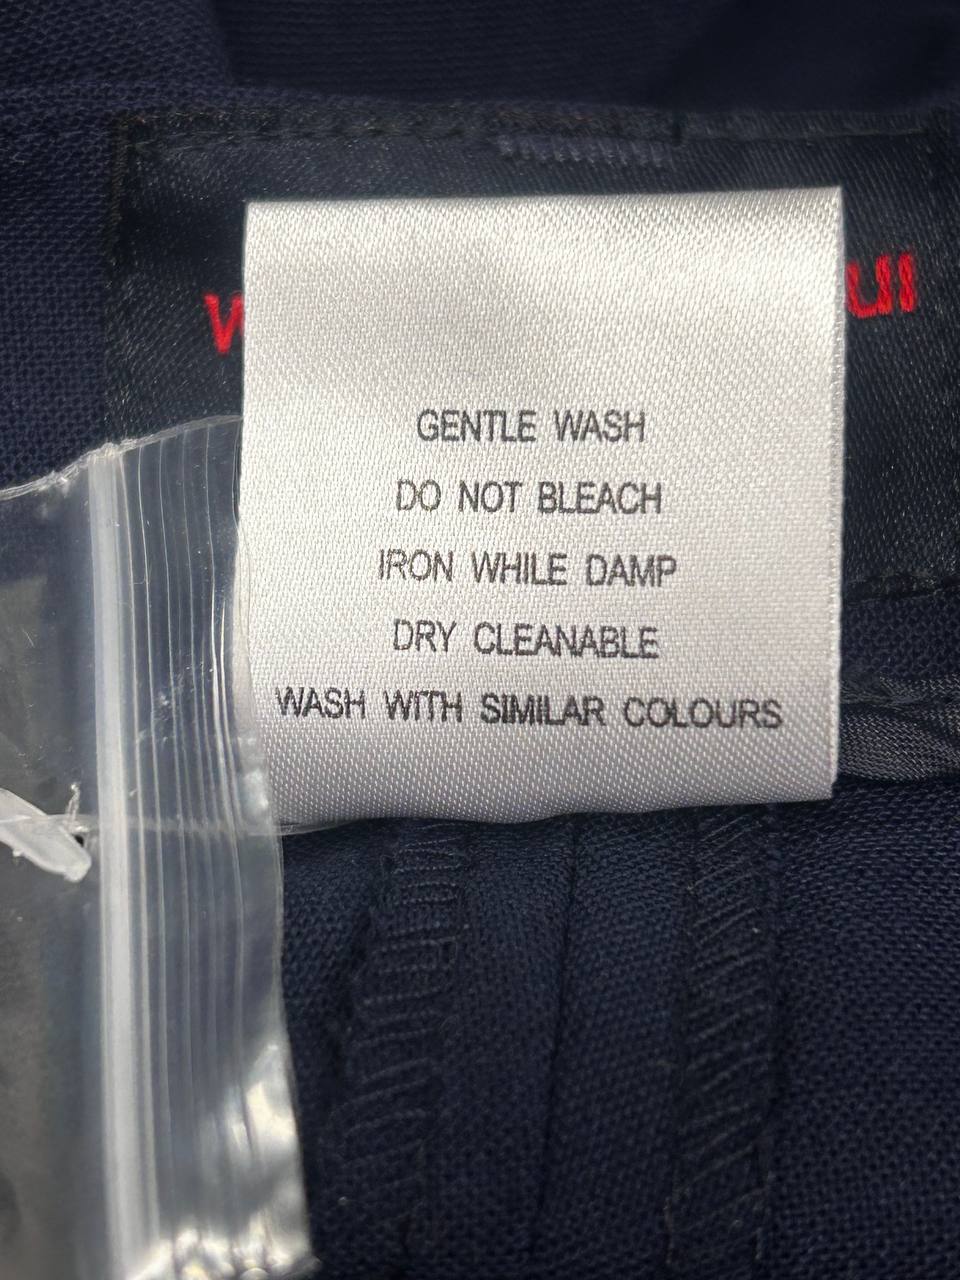 GENTLE WASH
DO NOT BLEACH
IRON WHILE DAMP
DRY CLEANABLE
WASH WITH SIMILAR COLOURS